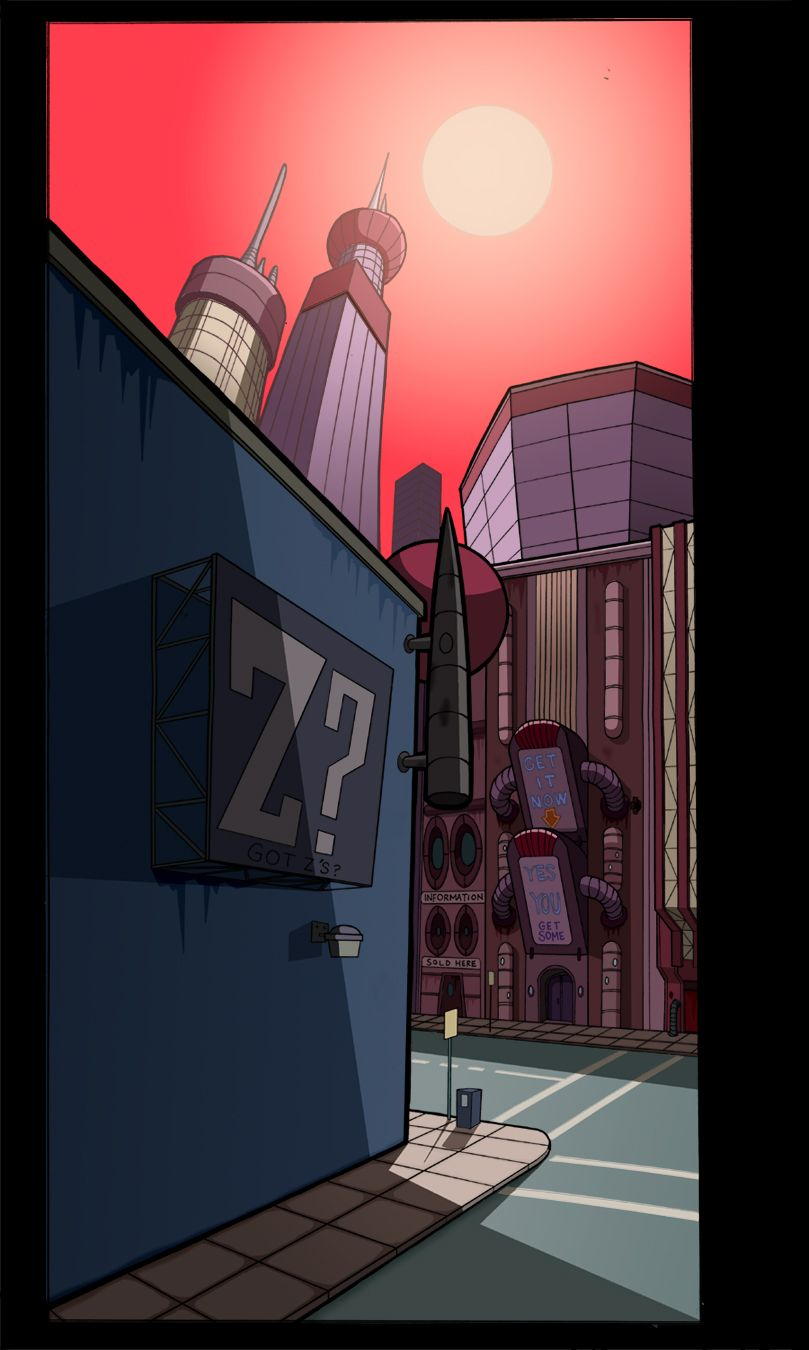 Z?
GOT Z'S?
GET
IT
NOW
YES
YOU
GET
SOME
INFORMATION
SOLD HERE